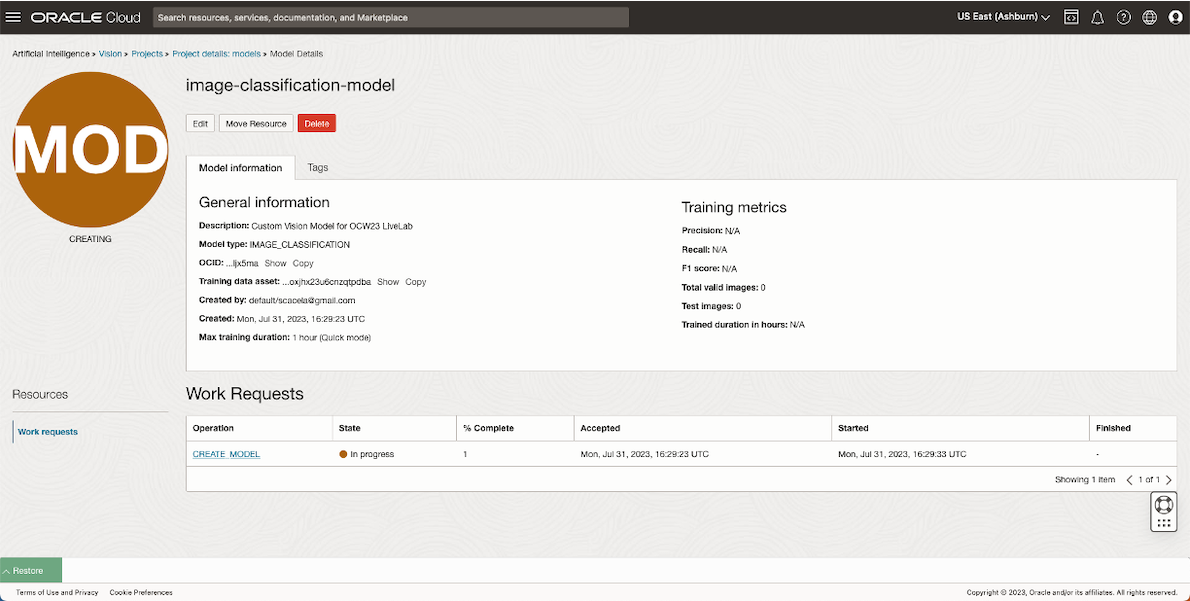 ORACLE Cloud
Search resources, services, documentation, and Marketplace
US East (Ashburn)
Artificial Intelligence » Vision » Projects » Project details: models » Model Details
MOD
CREATING
image-classification-model
Edit
Move Resource
Delete
Model information
Tags
General information
Description: Custom Vision Model for OCW23 LiveLab
Model type: IMAGE_CLASSIFICATION
OCID: ...ljx5ma Show Copy
Training data asset: ...oxjhx23u6cnzqtpdba Show Copy
Created by: default/scacela@gmail.com
Created: Mon, Jul 31, 2023, 16:29:23 UTC
Max training duration: 1 hour (Quick mode)
Training metrics
Precision: N/A
Recall: N/A
F1 score: N/A
Total valid images: 0
Test images: 0
Trained duration in hours: N/A
Resources
Work requests
Work Requests
Operation State % Complete Accepted Started Finished
CREATE_MODEL In progress 1 Mon, Jul 31, 2023, 16:29:23 UTC Mon, Jul 31, 2023, 16:29:33 UTC -
Showing 1 item < 1 of 1 >
Restore
Terms of Use and Privacy Cookie Preferences
Copyright © 2023, Oracle and/or its affiliates. All rights reserved.